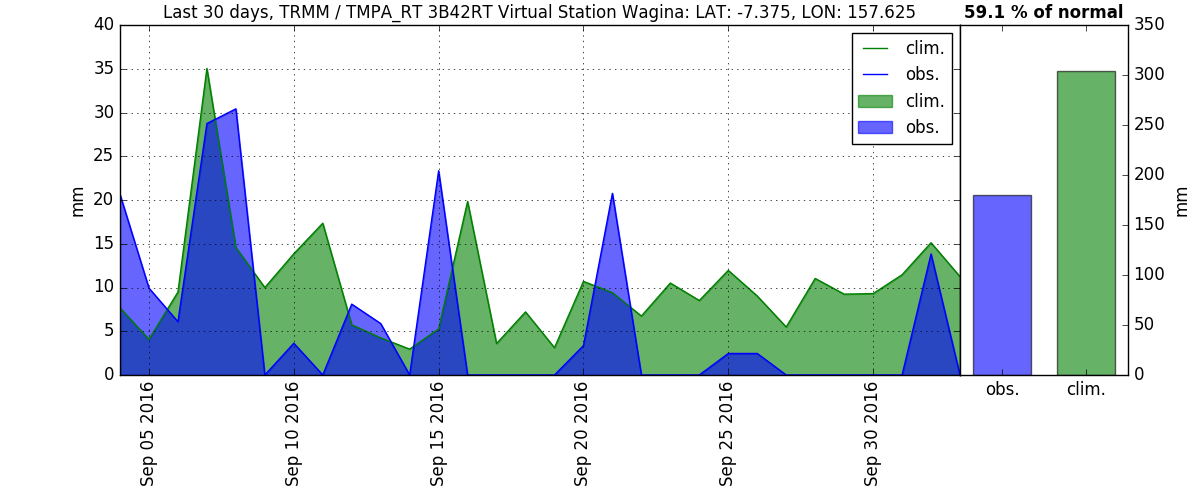 Last 30 days, TRMM / TMPA_RT 3B42RT Virtual Station Wagina: LAT: -7.375, LON: 157.625
59.1 % of normal
40
35
30
25
20
15
10
5
0
mm
clim.
obs.
clim.
obs.
350
300
250
200
150
100
50
0
mm
Sep 05 2016
Sep 10 2016
Sep 15 2016
Sep 20 2016
Sep 25 2016
Sep 30 2016
obs.
clim.